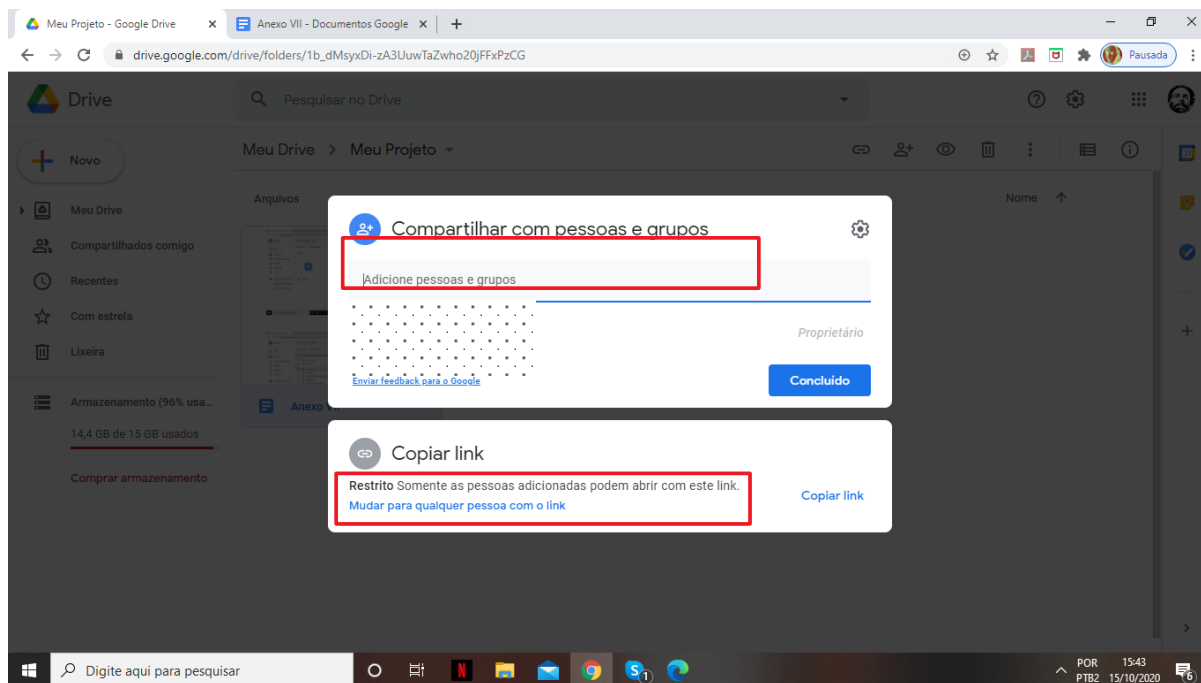 Meu Projeto - Google Drive
Anexo VII - Documentos Google
drive.google.com/drive/folders/1b_dMsyxDi-zA3UuwTaZwho20jFFxPzCG
Pausada
Drive
Pesquisar no Drive
Novo
Meu Drive > Meu Projeto
Meu Drive
Compartilhados comigo
Recentes
Com estrela
Lixeira
Armazenamento (96% usa...
14,4 GB de 15 GB usados
Comprar armazenamento
Arquivos
Nome
Anexo VII
Compartilhar com pessoas e grupos
Adicione pessoas e grupos
Proprietário
Enviar feedback para o Google
Concluído
Copiar link
Restrito Somente as pessoas adicionadas podem abrir com este link.
Mudar para qualquer pessoa com o link
Copiar link
Digite aqui para pesquisar
POR
PTB2
15:43
15/10/2020